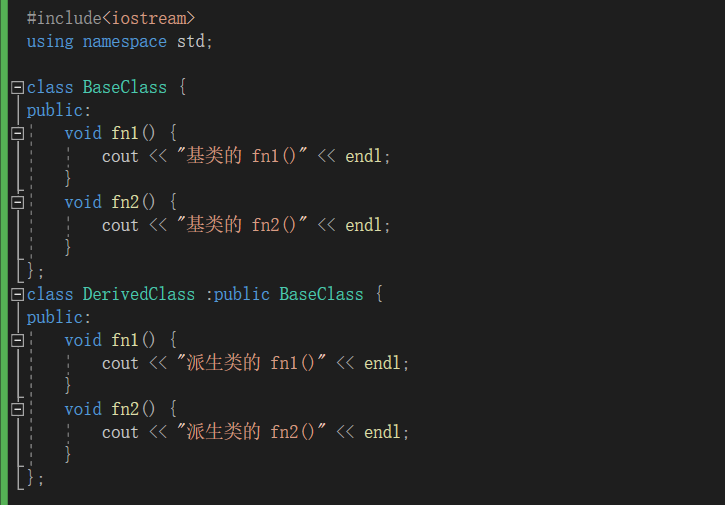 #include<iostream>
using namespace std;
class BaseClass {
public:
void fn1() {
cout << "基类的 fn1()" << endl;
}
void fn2() {
cout << "基类的 fn2()" << endl;
}
};
class DerivedClass :public BaseClass {
public:
void fn1() {
cout << "派生类的 fn1()" << endl;
}
void fn2() {
cout << "派生类的 fn2()" << endl;
}
};